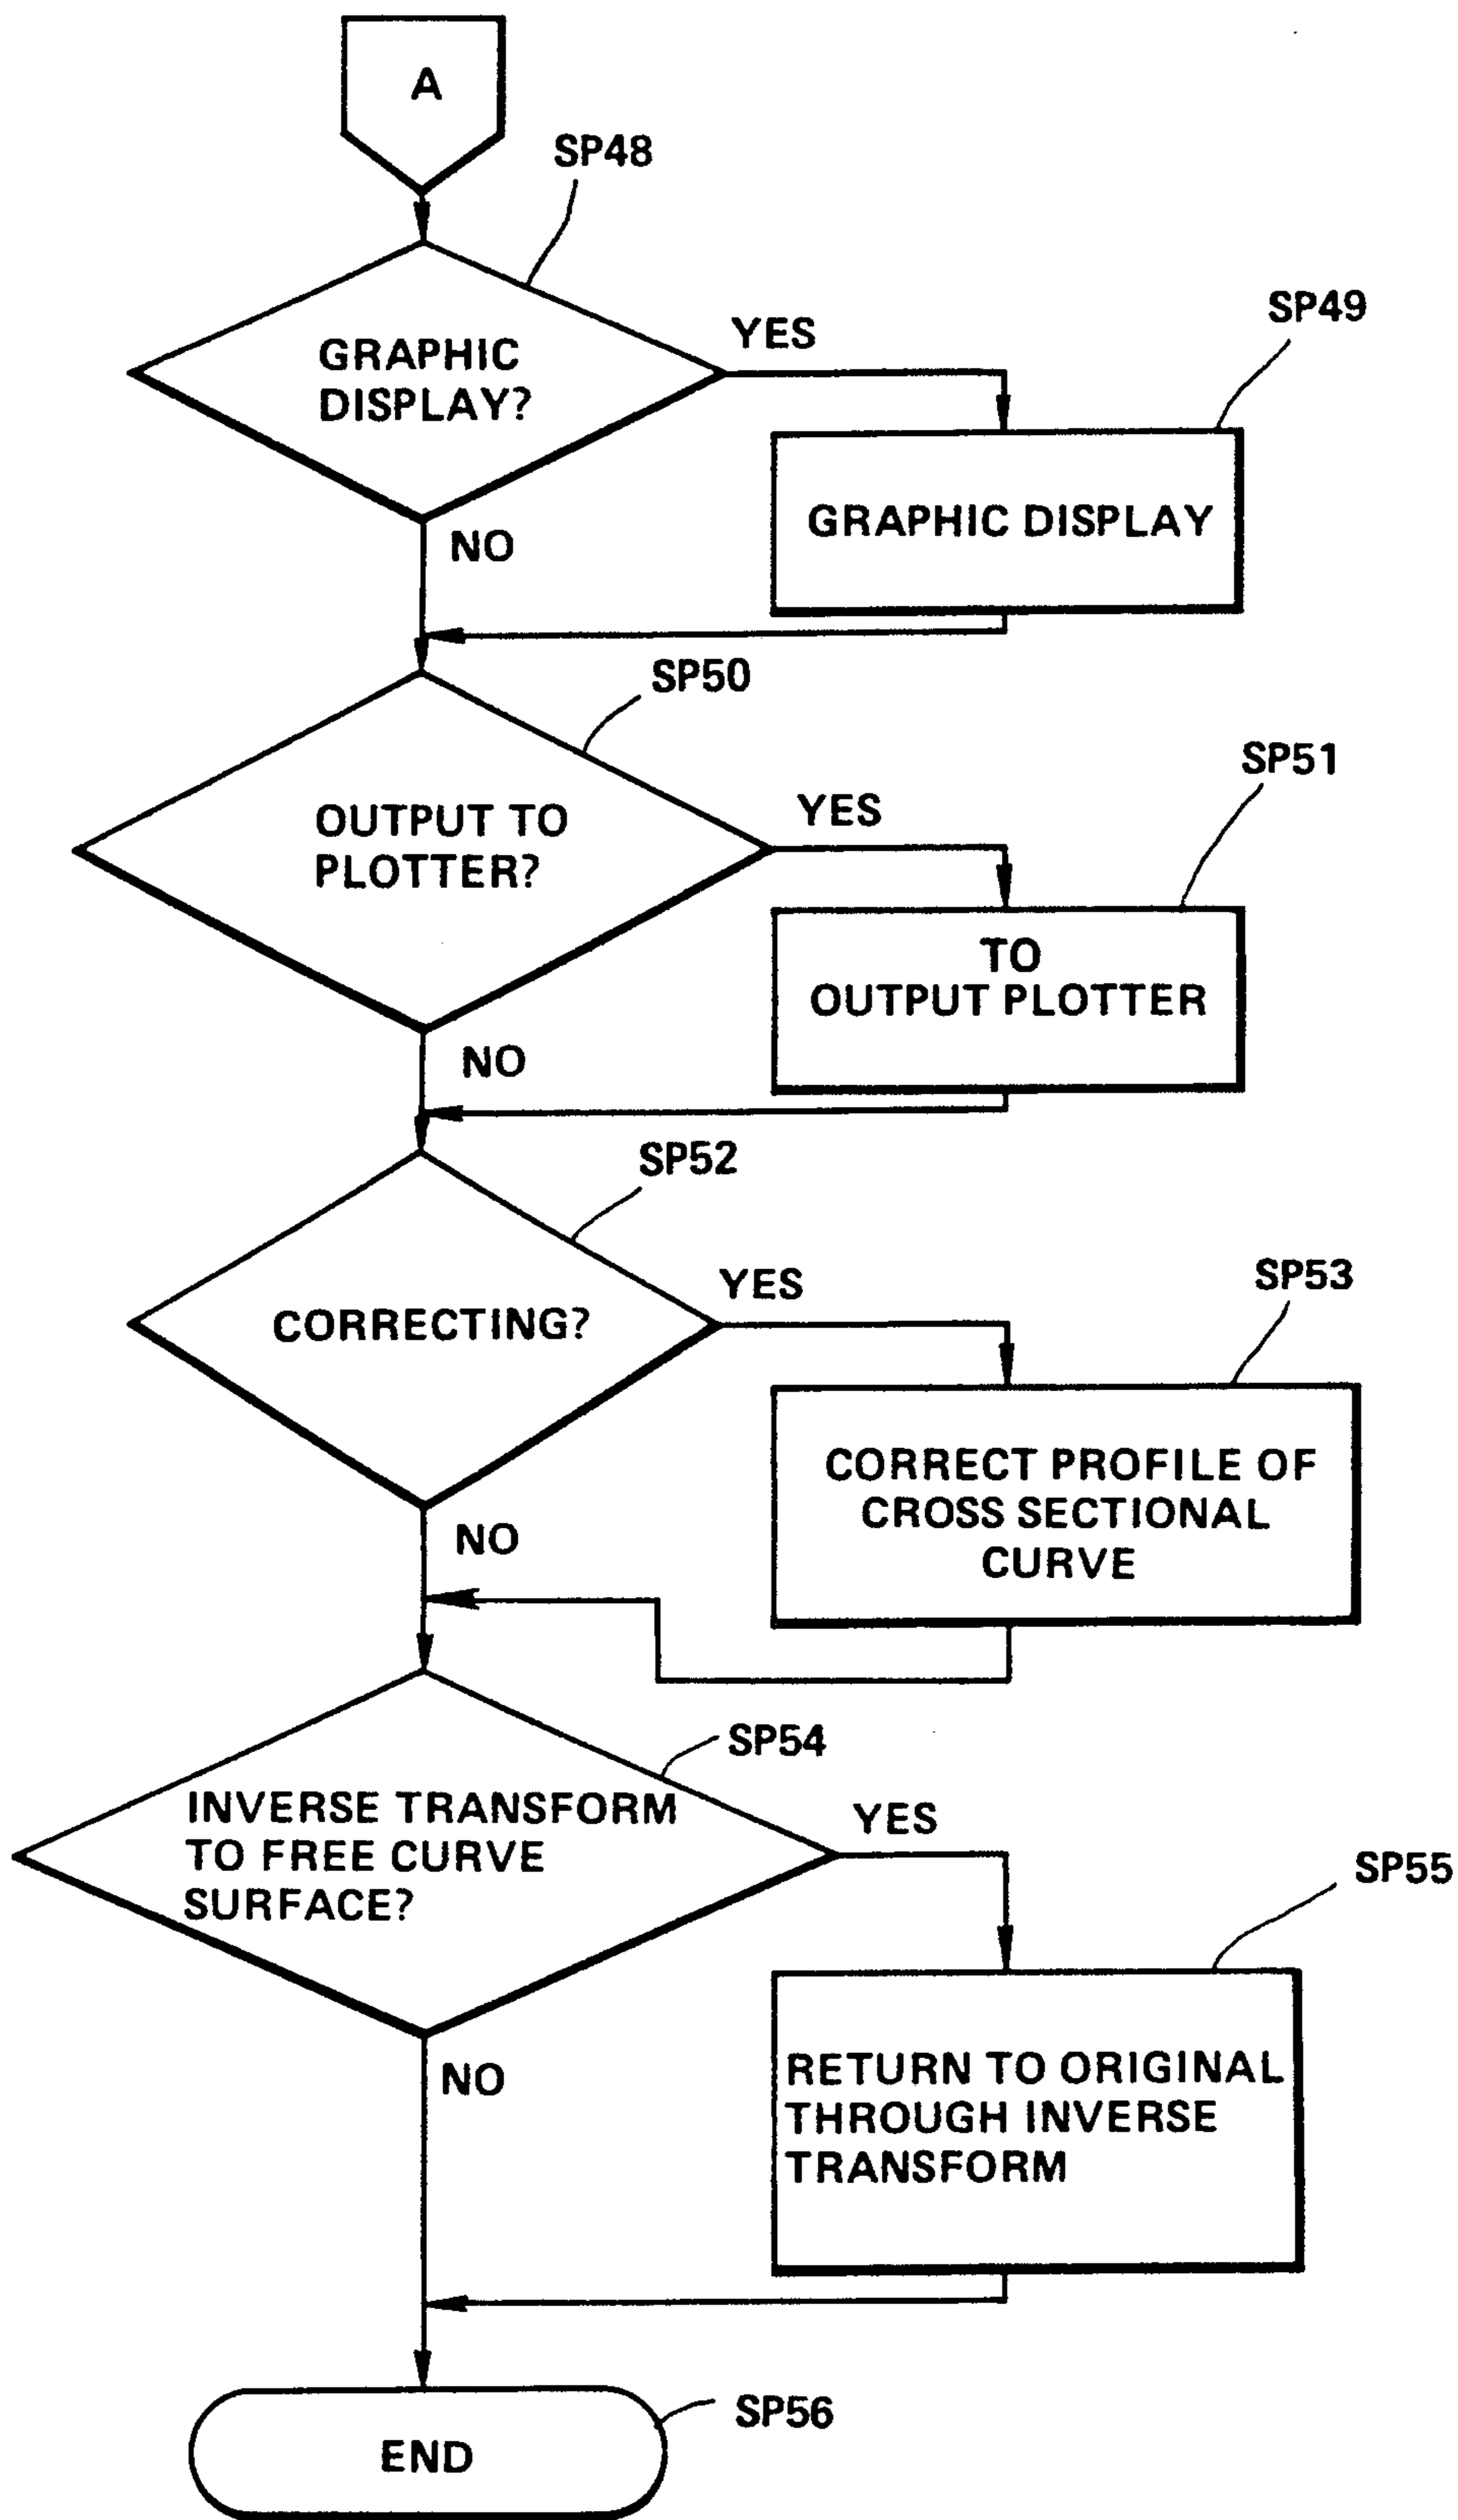 A
SP48
GRAPHIC
DISPLAY?
YES
SP49
GRAPHIC DISPLAY
NO
SP50
OUTPUT TO
PLOTTER?
YES
SP51
TO
OUTPUT PLOTTER
NO
SP52
CORRECTING?
YES
SP53
CORRECT PROFILE OF
CROSS SECTIONAL
CURVE
NO
SP54
INVERSE TRANSFORM
TO FREE CURVE
SURFACE?
YES
SP55
RETURN TO ORIGINAL
THROUGH INVERSE
TRANSFORM
NO
SP56
END